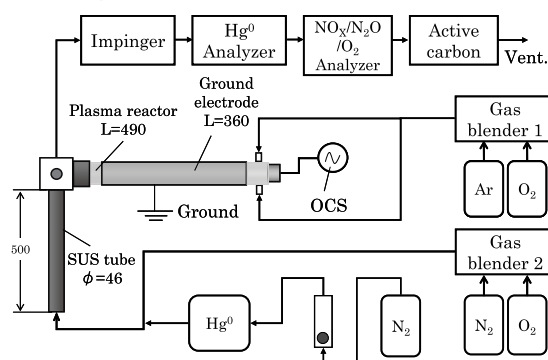 Impinger
Hg⁰
Analyzer
NOX/N2O
/O2
Analyzer
Active
carbon
Vent.
Ground
electrode
L=360
Plasma reactor
L=490
Gas
blender 1
Ar
O2
Ground
OCS
500
SUS tube
ϕ=46
Gas
blender 2
Hg⁰
N2
N2
O2